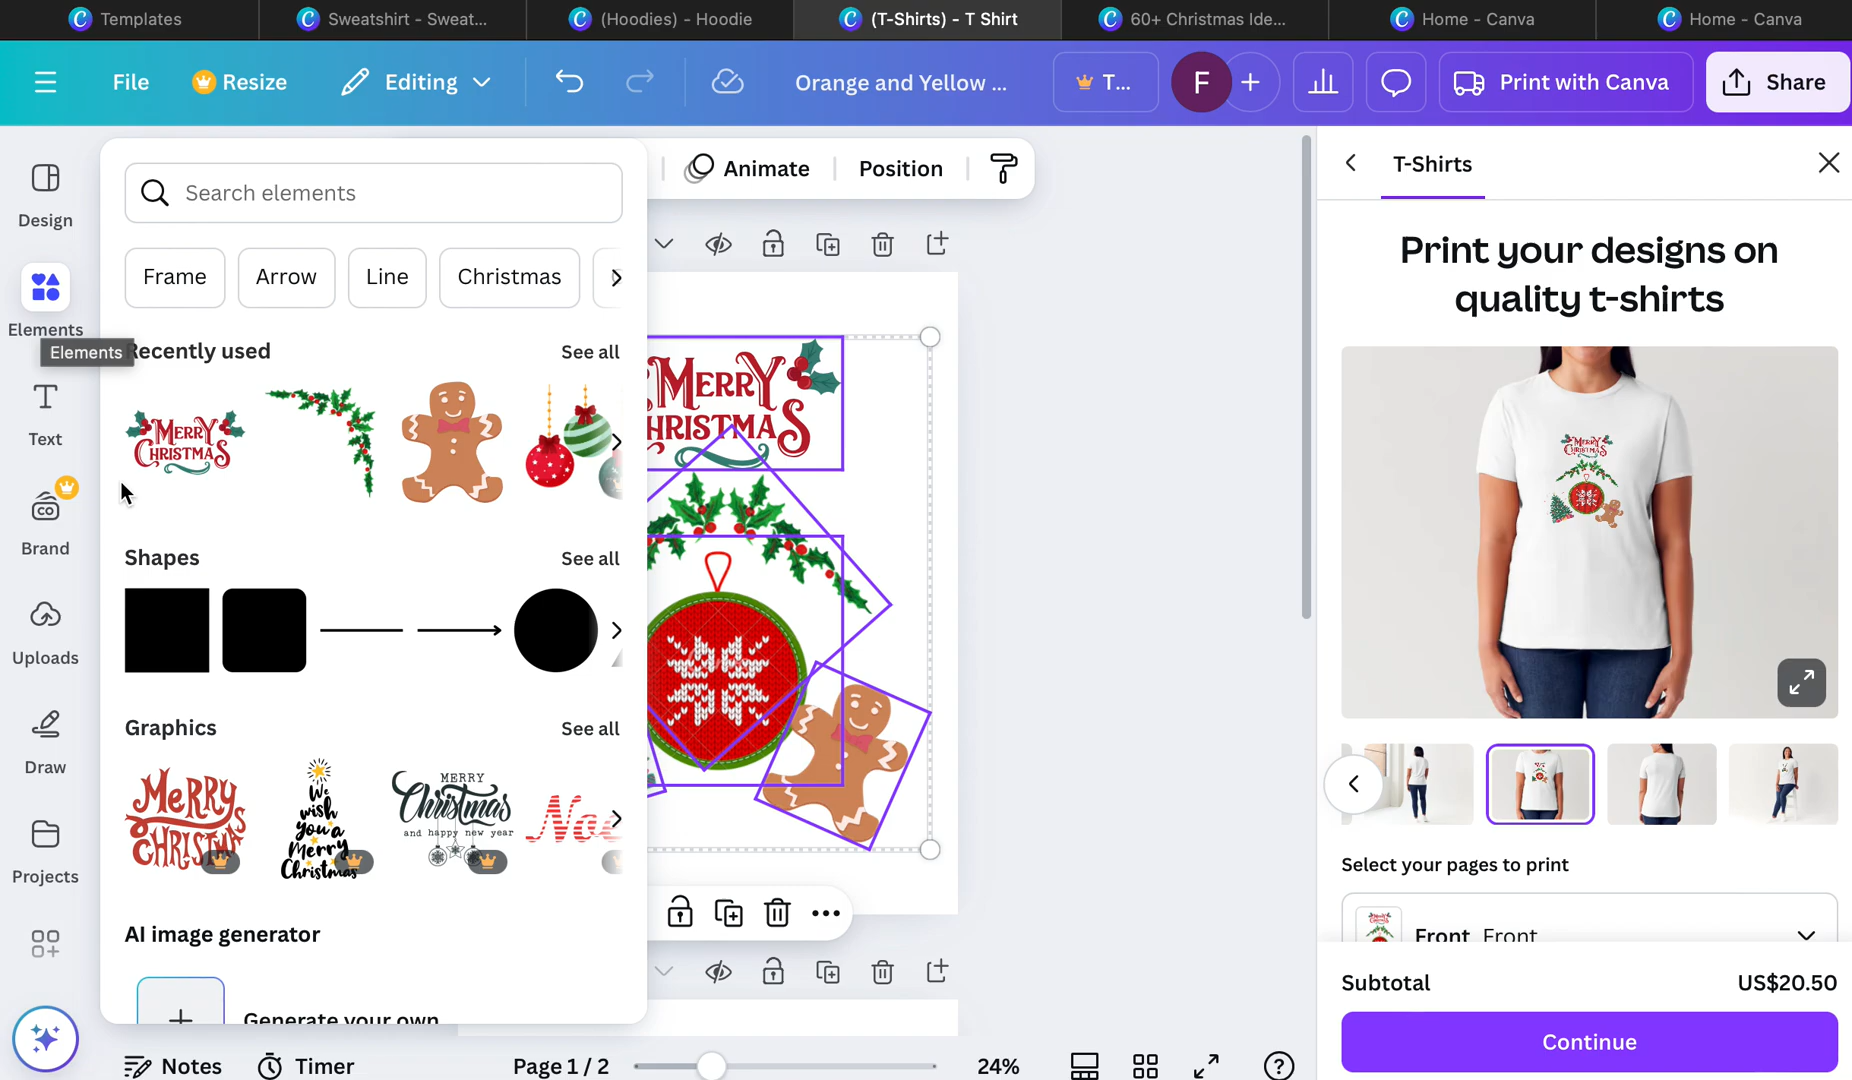 Templates
Sweatshirt - Sweat...
(Hoodies) - Hoodie
(T-Shirts) - T Shirt
60+ Christmas Ide...
Home - Canva
Home - Canva
File
Resize
Editing
Orange and Yellow ...
T...
F
Print with Canva
Share
Design
Elements
Elements
Text
Brand
Uploads
Draw
Projects
Search elements
Frame
Arrow
Line
Christmas
Recently used
See all
MERRY
CHRISTMAS
Shapes
See all
Graphics
See all
MeRRY
CHRISTMAS
We
wish
you a
Merry
Christmas
MERRY
Christmas
and happy new year
AI image generator
Generate your own
Animate
Position
MERRY
HRISTMAS
Notes
Timer
Page 1 / 2
24%
T-Shirts
Print your designs on
quality t-shirts
MERRY
CHRISTMAS
Select your pages to print
Front Front
Subtotal
US$20.50
Continue